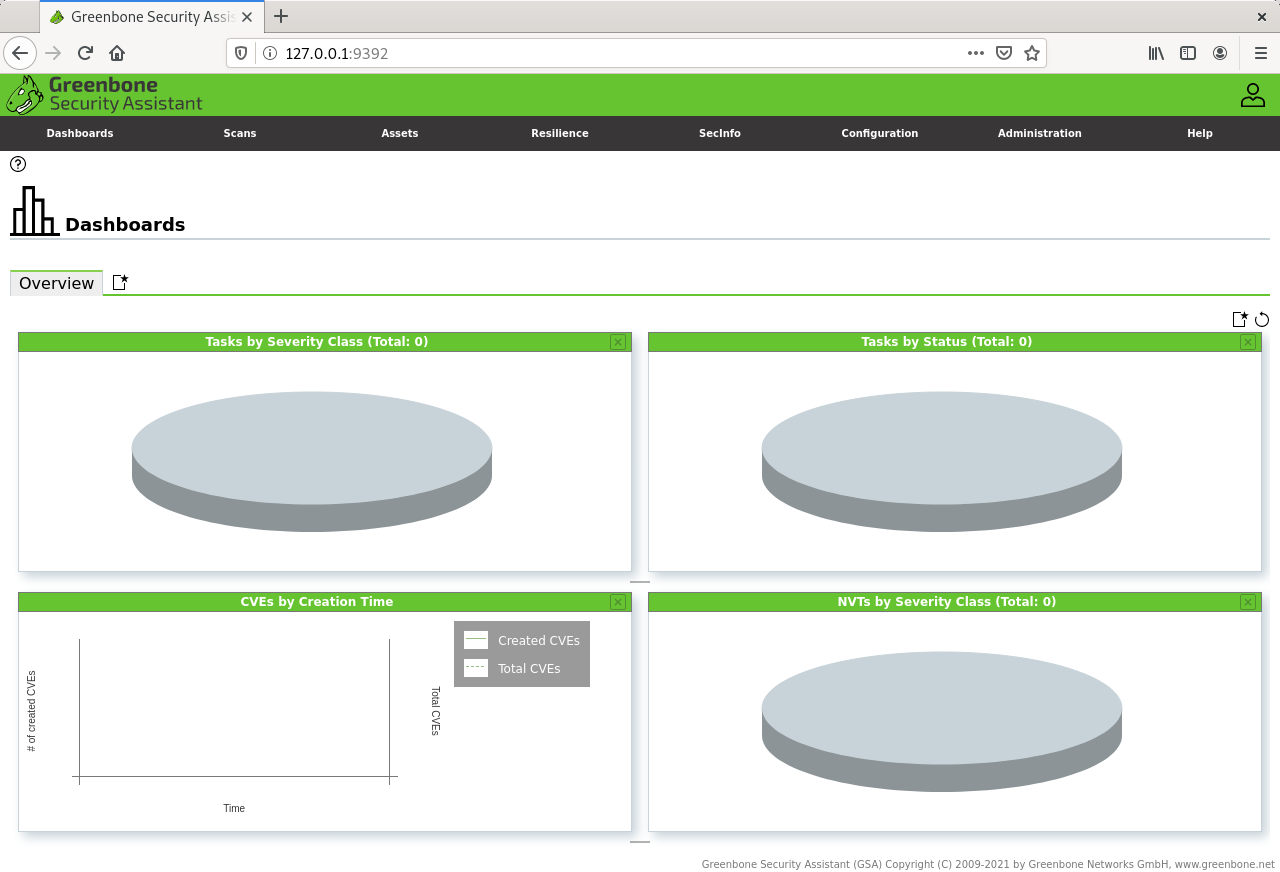 Greenbone Security Assis
127.0.0.1:9392
Greenbone
Security Assistant
Dashboards Scans Assets Resilience SecInfo Configuration Administration Help
Dashboards
Overview
Tasks by Severity Class (Total: 0)
Tasks by Status (Total: 0)
CVEs by Creation Time
# of created CVEs
Total CVEs
Time
Created CVEs
Total CVEs
NVTs by Severity Class (Total: 0)
Greenbone Security Assistant (GSA) Copyright (C) 2009-2021 by Greenbone Networks GmbH, www.greenbone.net